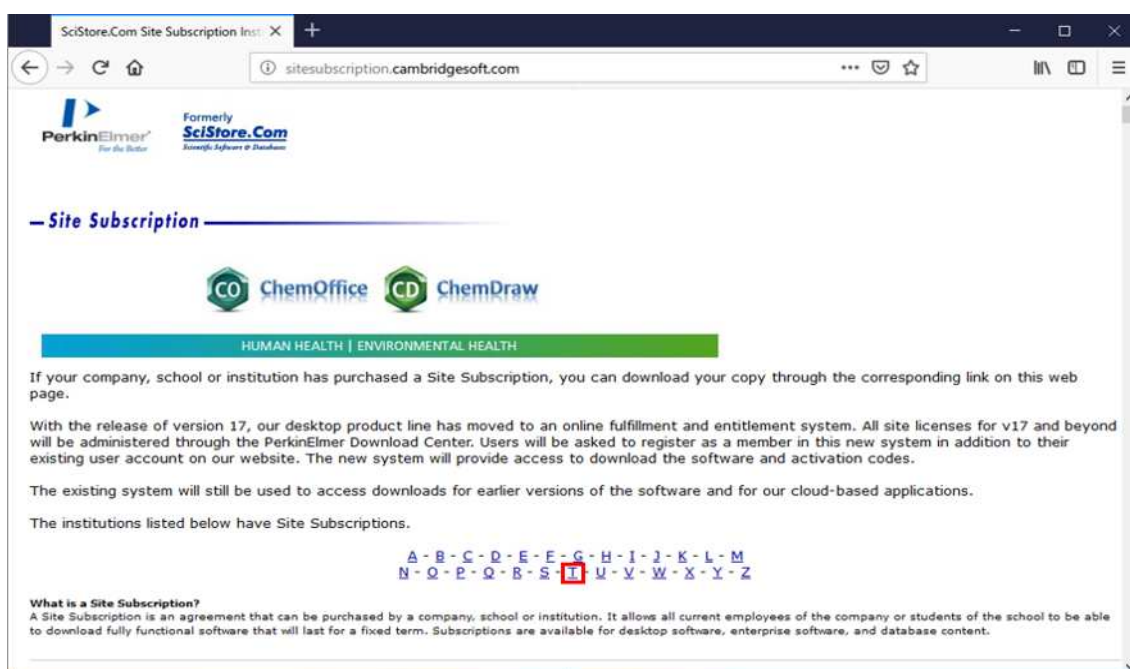 SciStore.Com Site Subscription Inst
sitesubscription.cambridgesoft.com
PerkinElmer
For the Better
Formerly
SciStore.Com
Scientific Software & Databases
Site Subscription
CO ChemOffice CD ChemDraw
HUMAN HEALTH | ENVIRONMENTAL HEALTH
If your company, school or institution has purchased a Site Subscription, you can download your copy through the corresponding link on this web
page.
With the release of version 17, our desktop product line has moved to an online fulfillment and entitlement system. All site licenses for v17 and beyond
will be administered through the PerkinElmer Download Center. Users will be asked to register as a member in this new system in addition to their
existing user account on our website. The new system will provide access to download the software and activation codes.
The existing system will still be used to access downloads for earlier versions of the software and for our cloud-based applications.
The institutions listed below have Site Subscriptions.
A - B - C - D - E - F - G - H - I - J - K - L - M
N - O - P - Q - R - S - T - U - V - W - X - Y - Z
What is a Site Subscription?
A Site Subscription is an agreement that can be purchased by a company, school or institution. It allows all current employees of the company or students of the school to be able
to download fully functional software that will last for a fixed term. Subscriptions are available for desktop software, enterprise software, and database content.